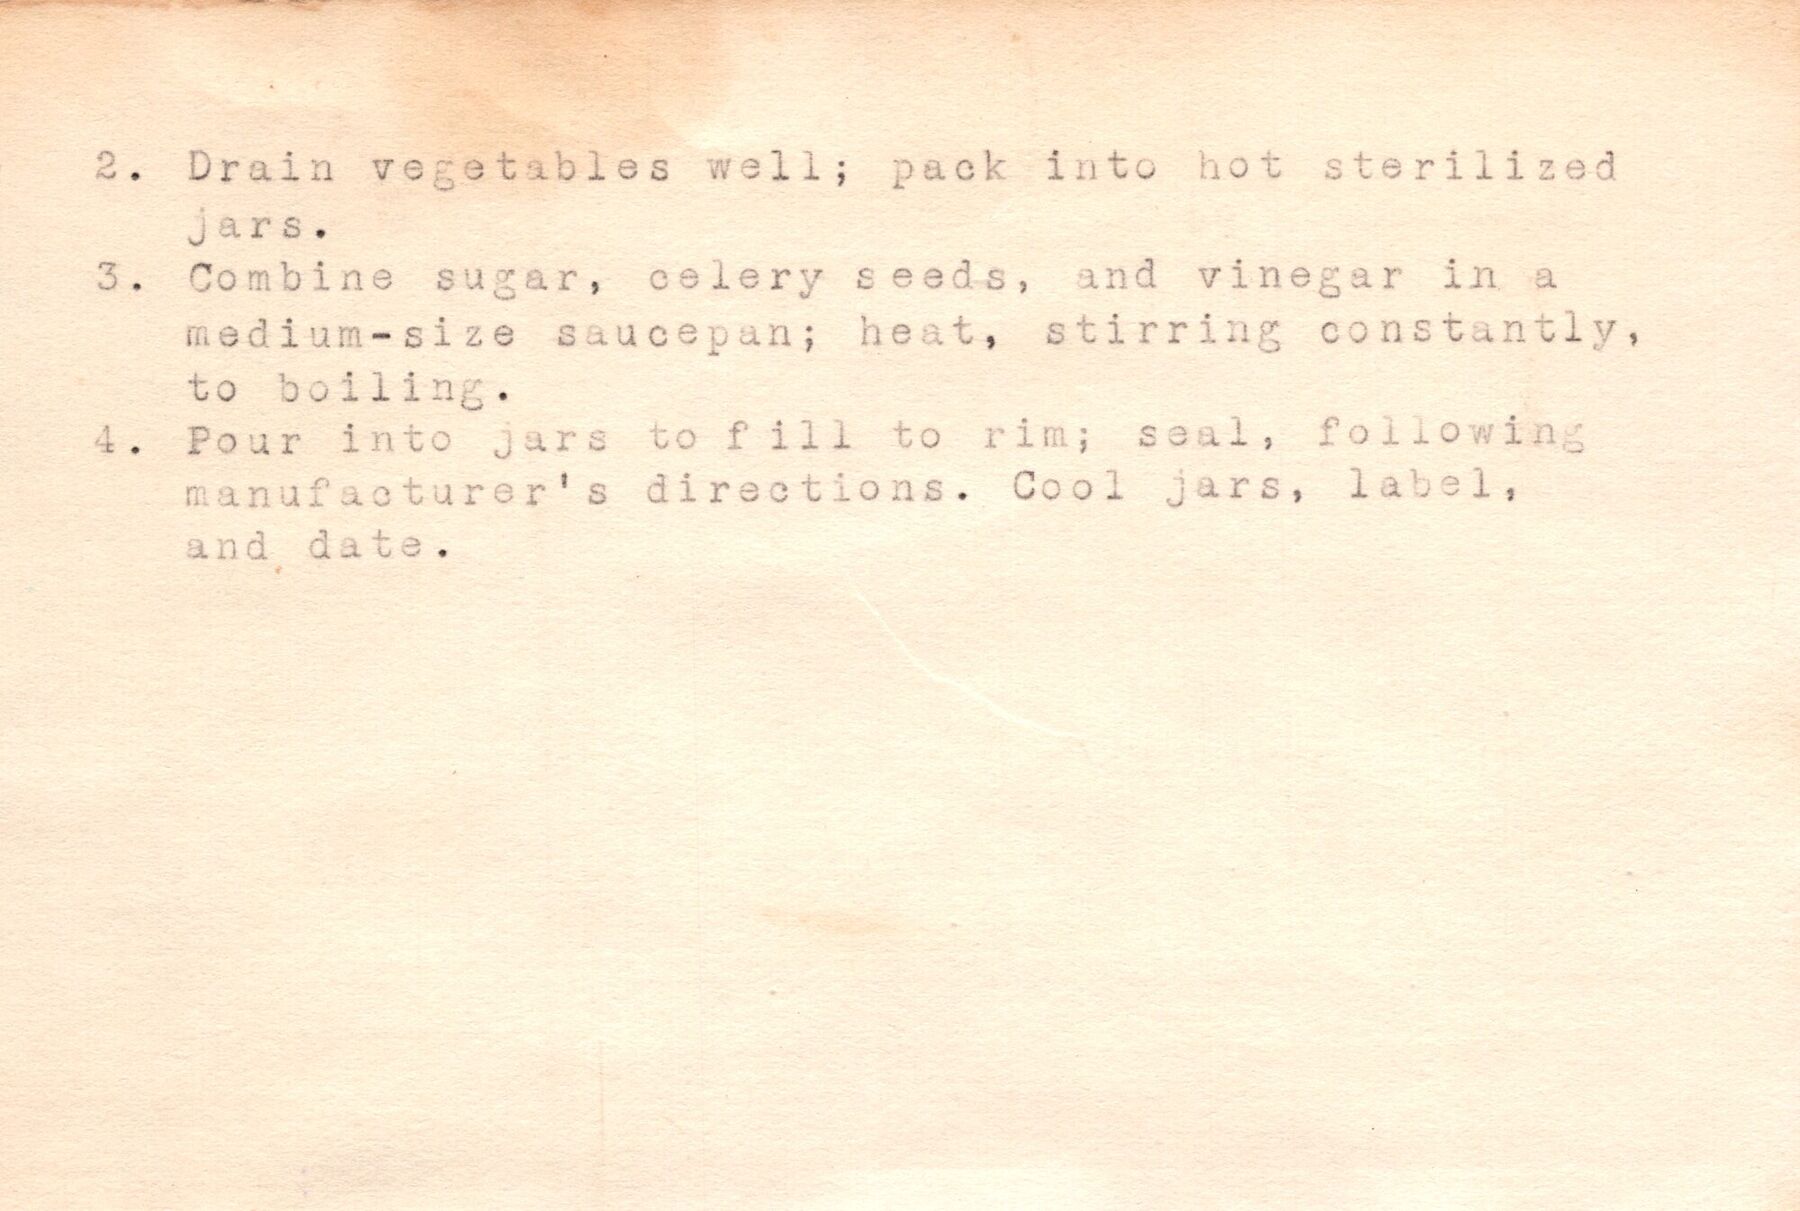 2. Drain vegetables well; pack into hot sterilized
jars.
3. Combine sugar, celery seeds, and vinegar in a
medium-size saucepan; heat, stirring constantly,
to boiling.
4. Pour into jars to fill to rim; seal, following
manufacturer's directions. Cool jars, label,
and date.